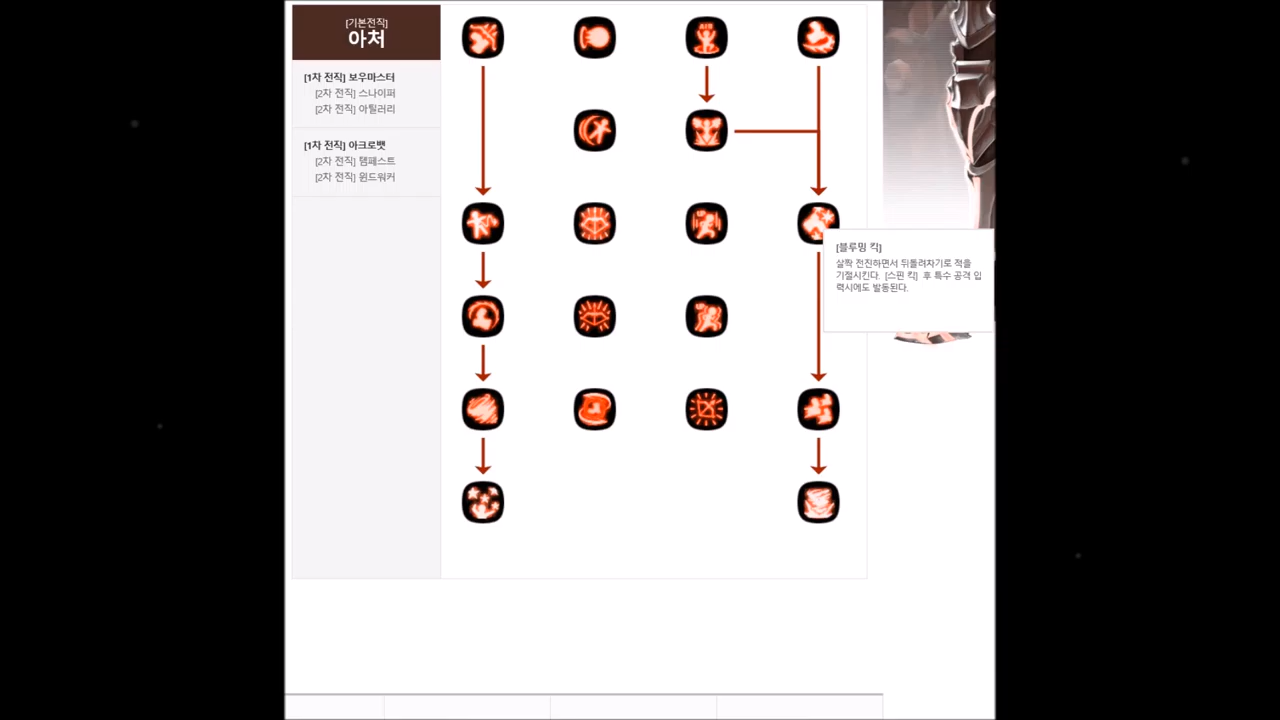 [기본전직]
아처
[1차 전직] 보우마스터
[2차 전직] 스나이퍼
[2차 전직] 아틸러리
[1차 전직] 아크로뱃
[2차 전직] 템페스트
[2차 전직] 윈드워커
[블루밍 킥]
살짝 전진하면서 뒤돌려차기로 적을
기절시킨다. [스핀 킥] 후 특수 공격 입
력시에도 발동된다.